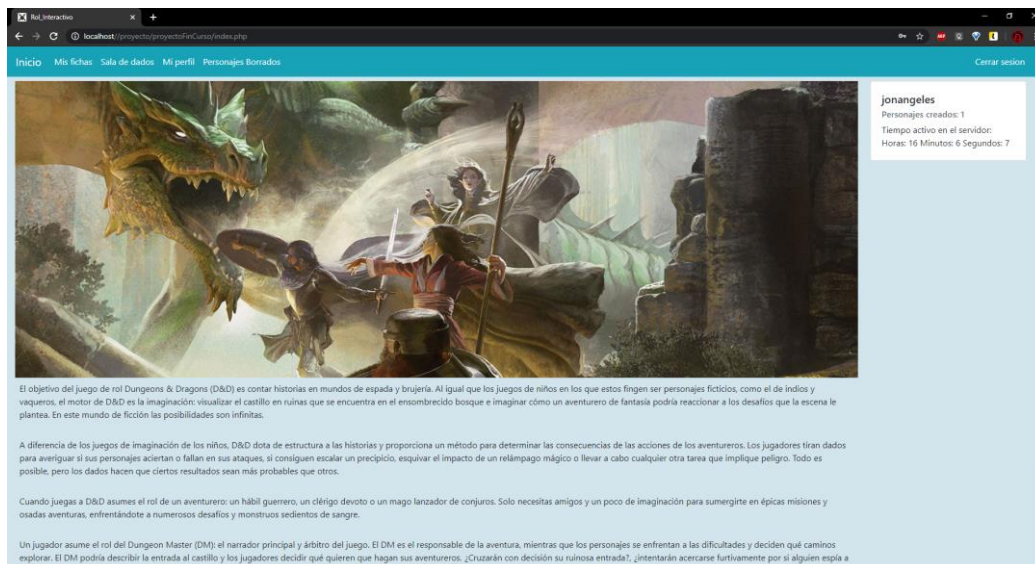 Rol_Interactivo
localhost//proyecto/proyectoFinCurso/index.php
Inicio Mis fichas Sala de dados Mi perfil Personajes Borrados Cerrar sesion
jonangeles
Personajes creados: 1
Tiempo activo en el servidor:
Horas: 16 Minutos: 6 Segundos: 7
El objetivo del juego de rol Dungeons & Dragons (D&D) es contar historias en mundos de espada y brujería. Al igual que los juegos de niños en los que estos fingen ser personajes ficticios, como el de indios y
vaqueros, el motor de D&D es la imaginación: visualizar el castillo en ruinas que se encuentra en el ensombrecido bosque e imaginar cómo un aventurero de fantasía podría reaccionar a los desafíos que la escena le
plantea. En este mundo de ficción las posibilidades son infinitas.
A diferencia de los juegos de imaginación de los niños, D&D dota de estructura a las historias y proporciona un método para determinar las consecuencias de las acciones de los aventureros. Los jugadores tiran dados
para averiguar si sus personajes aciertan o fallan en sus ataques, si consiguen escalar un precipicio, esquivar el impacto de un relámpago mágico o llevar a cabo cualquier otra tarea que implique peligro. Todo es
posible, pero los dados hacen que ciertos resultados sean más probables que otros.
Cuando juegas a D&D asumes el rol de un aventurero: un hábil guerrero, un clérigo devoto o un mago lanzador de conjuros. Solo necesitas amigos y un poco de imaginación para sumergirte en épicas misiones y
osadas aventuras, enfrentándote a numerosos desafíos y monstruos sedientos de sangre.
Un jugador asume el rol del Dungeon Master (DM): el narrador principal y árbitro del juego. El DM es el responsable de la aventura, mientras que los personajes se enfrentan a las dificultades y deciden qué caminos
explorar. El DM podría describir la entrada al castillo y los jugadores decidir qué quieren que hagan sus aventureros. ¿Cruzarán con decisión su ruinosa entrada?, ¿intentarán acercarse furtivamente por si alguien espía a